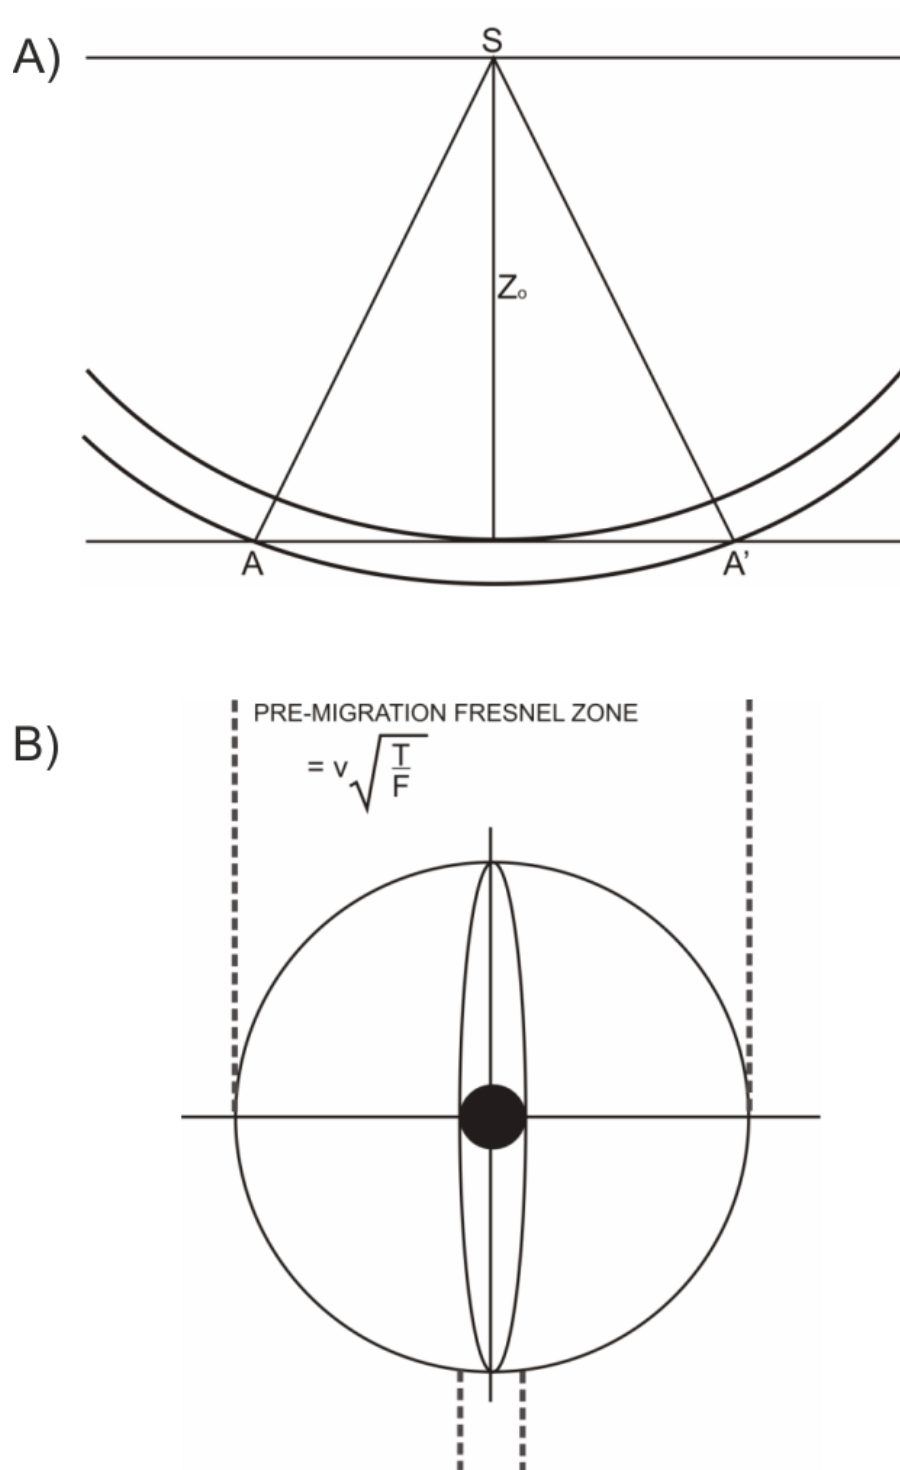 A)
S
Zₒ
A
A’
B)
PRE-MIGRATION FRESNEL ZONE
= v√T/F